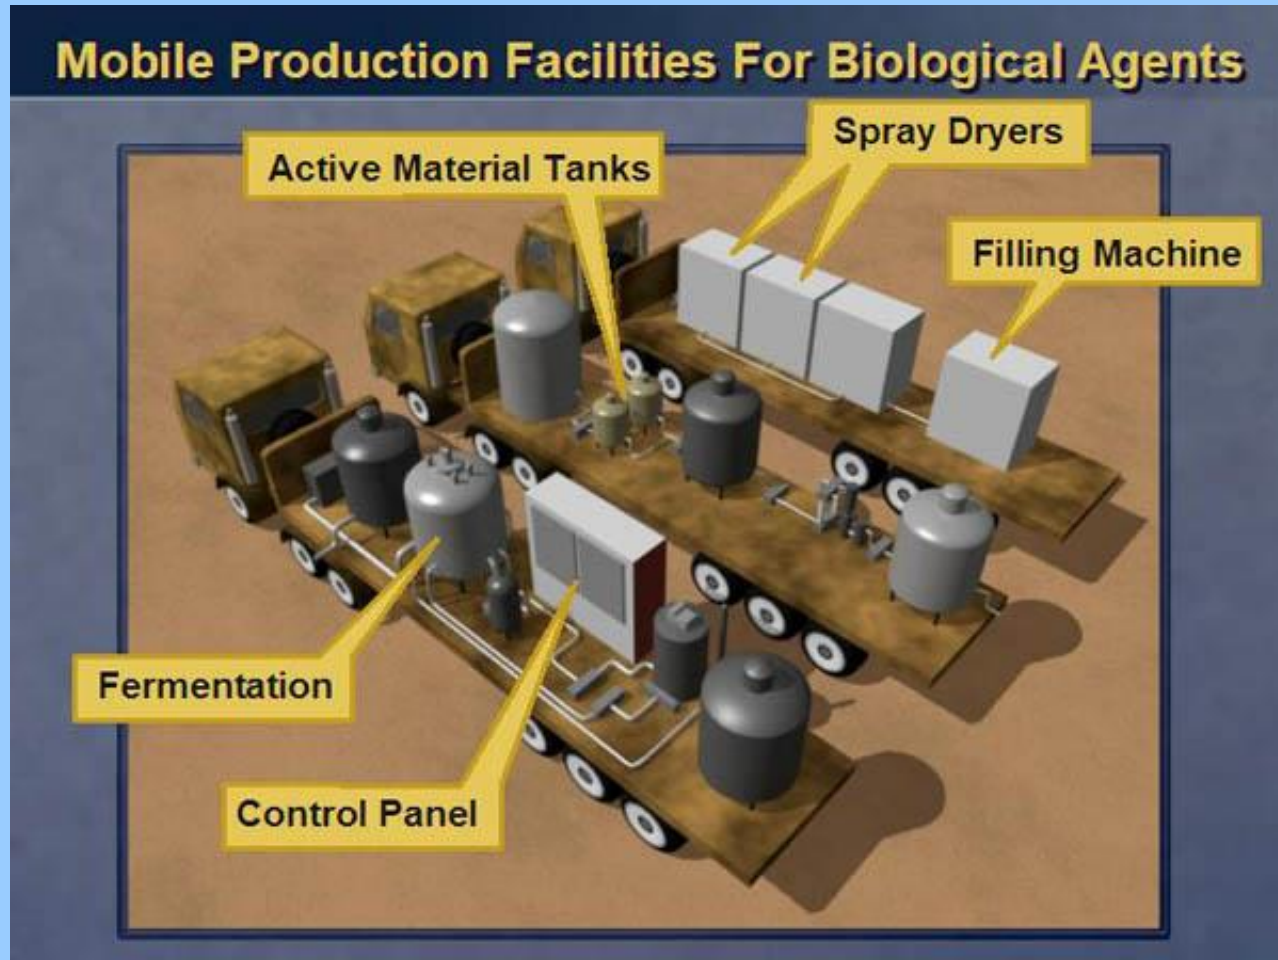 Mobile Production Facilities For Biological Agents
Spray Dryers
Active Material Tanks
Filling Machine
Fermentation
Control Panel